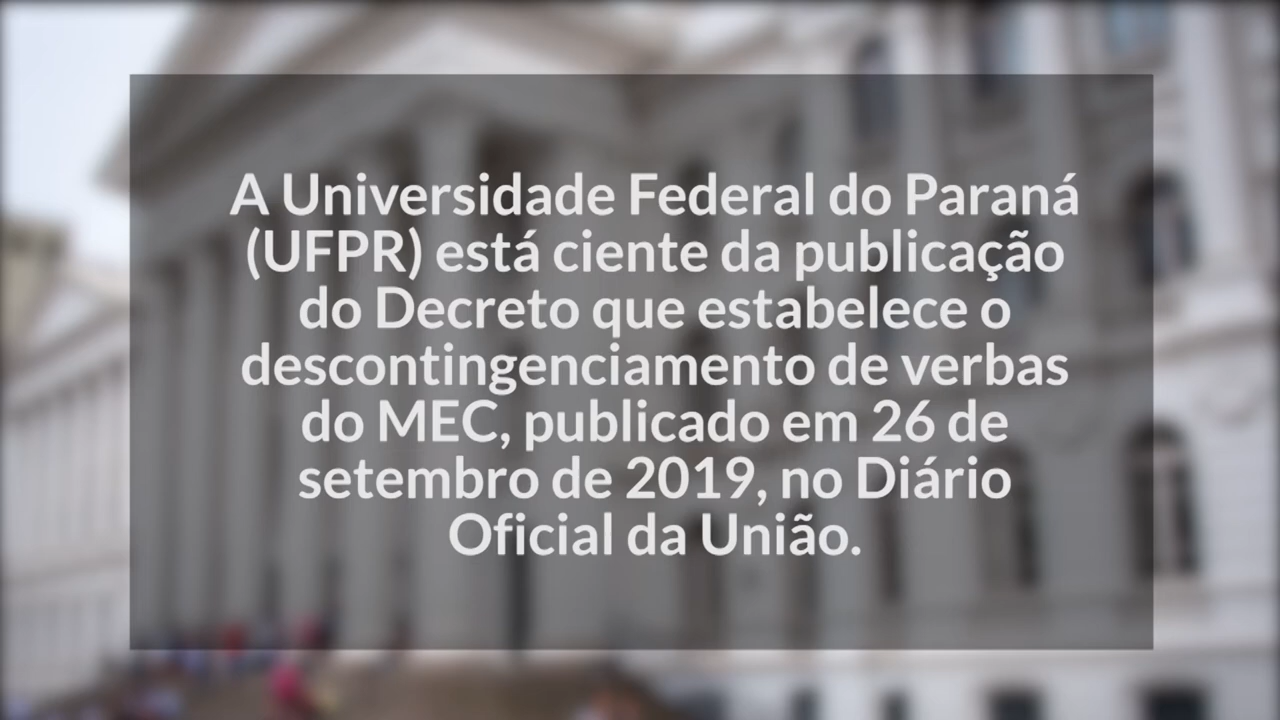 A Universidade Federal do Paraná
(UFPR) está ciente da publicação
do Decreto que estabelece o
descontingenciamento de verbas
do MEC, publicado em 26 de
setembro de 2019, no Diário
Oficial da União.